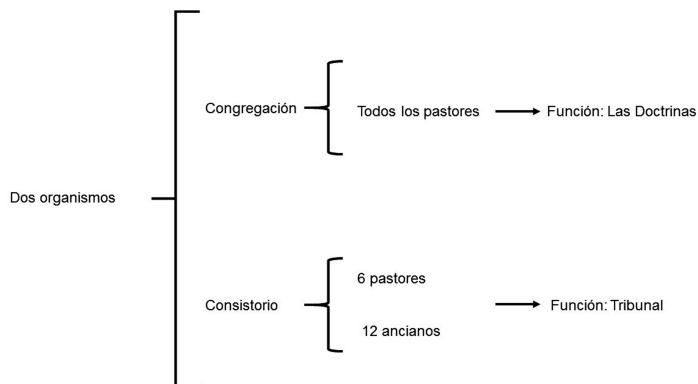 Dos organismos
Congregación
Todos los pastores
Función: Las Doctrinas
Consistorio
6 pastores
12 ancianos
Función: Tribunal